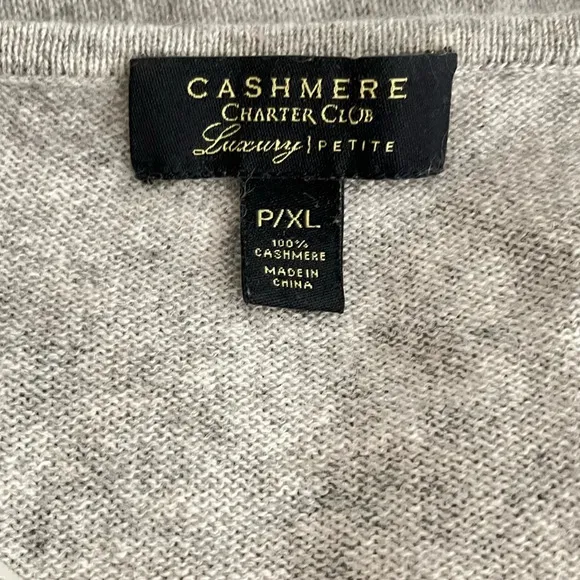 CASHMERE
CHARTER CLUB
Luxury | PETITE
P/XL
100%
CASHMERE
MADE IN
CHINA